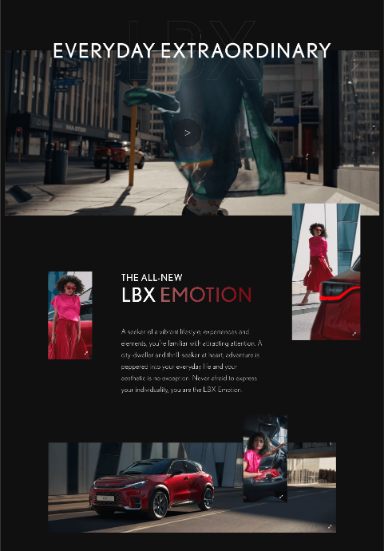 LBX
EVERYDAY EXTRAORDINARY
>
THE ALL-NEW
LBX EMOTION
A seeker of a vibrant lifestyle, experiences and
elements, you're familiar with attracting attention. A
city-dweller and thrill-seeker at heart, adventure is
peppered into your everyday life and your
aesthetic is no exception. Never afraid to express
your individuality, you are the LBX Emotion.